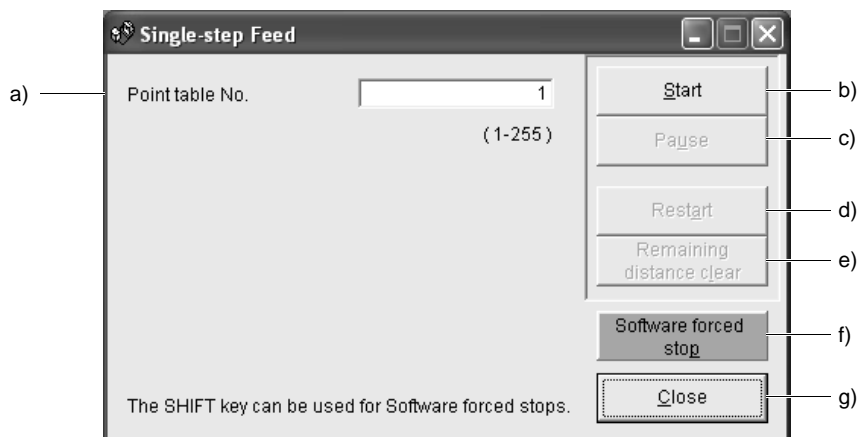 Single-step Feed
a)
Point table No.
1
(1-255)
Start
b)
Pause
c)
Restart
d)
Remaining
distance clear
e)
Software forced
stop
f)
Close
g)
The SHIFT key can be used for Software forced stops.